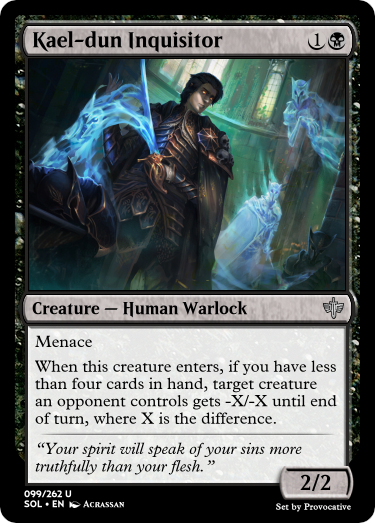 Kael-dun Inquisitor 1
Creature — Human Warlock
Menace
When this creature enters, if you have less
than four cards in hand, target creature
an opponent controls gets -X/-X until end
of turn, where X is the difference.
“Your spirit will speak of your sins more
truthfully than your flesh.”
2/2
099/262 U
SOL • EN Acrassan
Set by Provocative